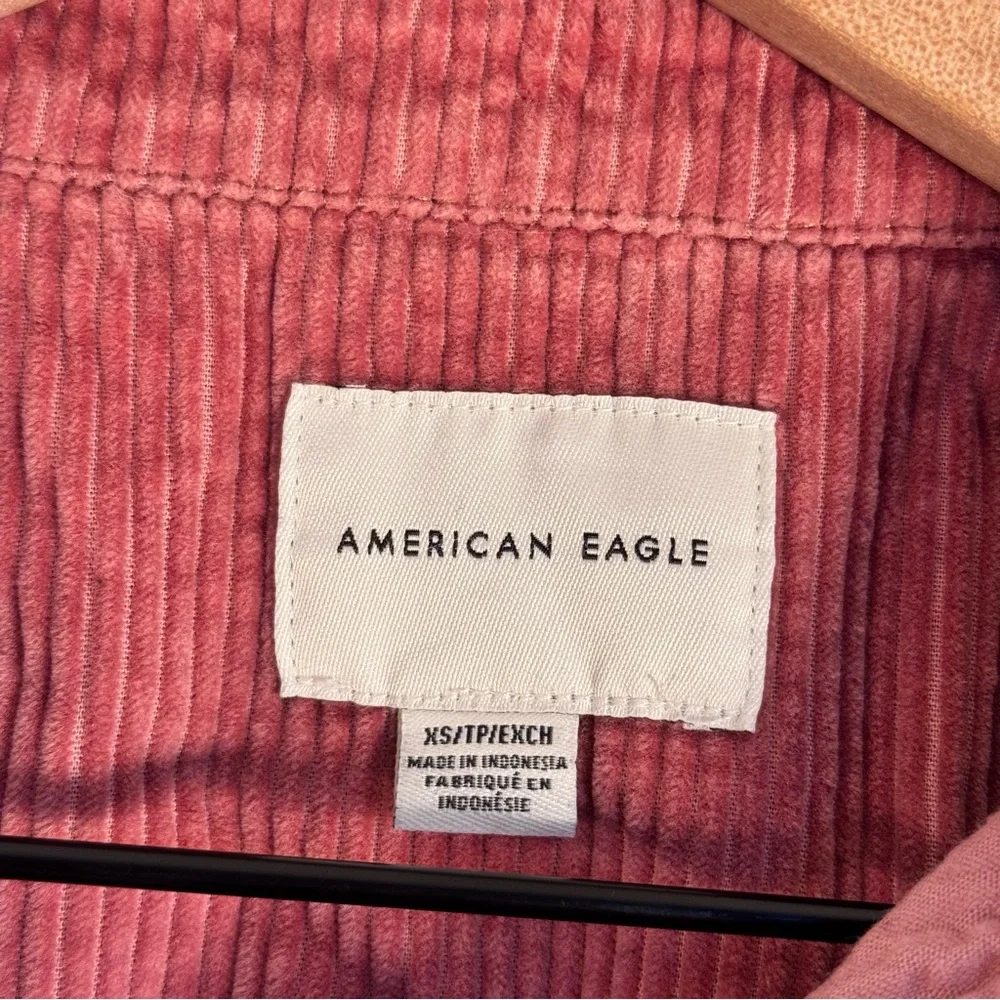 AMERICAN EAGLE
XS/TP/EXCH
MADE IN INDONESIA
FABRIQUÉ EN
INDONÉSIE